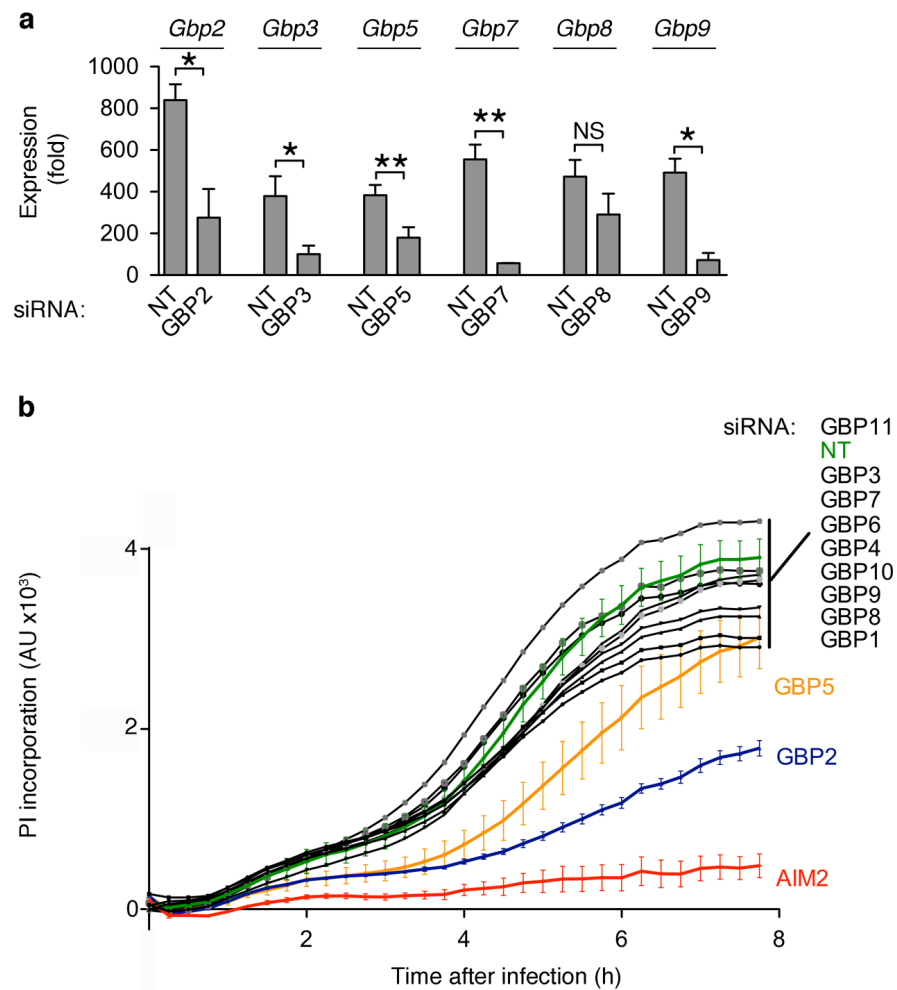 a
Gbp2 Gbp3 Gbp5 Gbp7 Gbp8 Gbp9
Expression
(fold)
1000
800
600
400
200
0
* * ** ** NS *
siRNA: NT GBP2 NT GBP3 NT GBP5 NT GBP7 NT GBP8 NT GBP9
b
siRNA: GBP11
NT
GBP3
GBP7
GBP6
GBP4
GBP10
GBP9
GBP8
GBP1
GBP5
GBP2
AIM2
PI incorporation (AU x10³)
4
2
0
2 4 6 8
Time after infection (h)